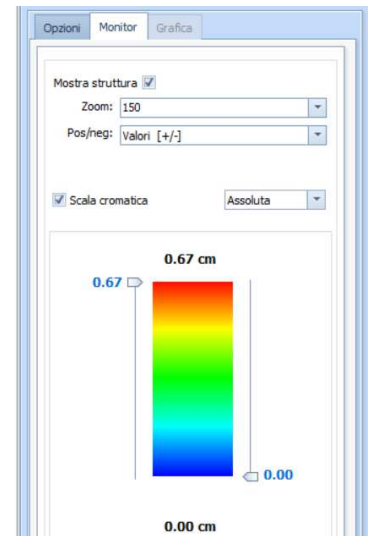 Opzioni Monitor Grafica
Mostra struttura
Zoom: 150
Pos/neg: Valori [+/-]
Scala cromatica Assoluta
0.67 cm
0.67
0.00
0.00 cm